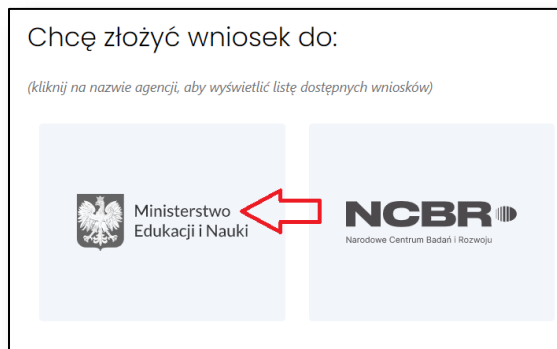 Chcę złożyć wniosek do:
(kliknij na nazwie agencji, aby wyświetlić listę dostępnych wniosków)
Ministerstwo
Edukacji i Nauki
NCBR
Narodowe Centrum Badań i Rozwoju